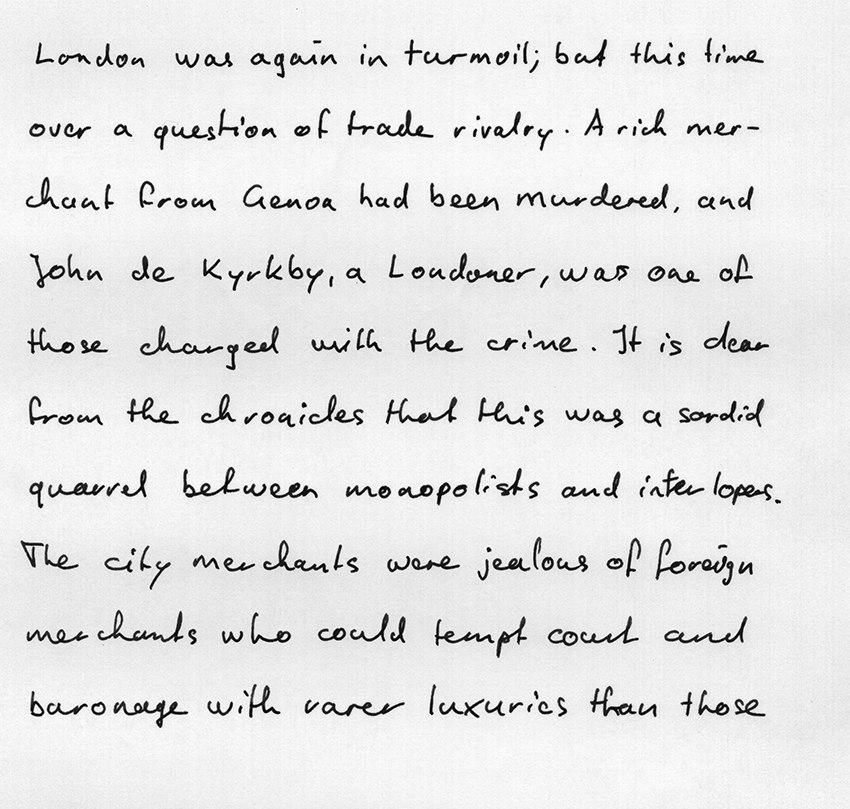 London was again in turmoil; but this time
over a question of trade rivalry. A rich mer-
chant from Genoa had been murdered, and
John de Kyrkby, a Londoner, was one of
those charged with the crime. It is clear
from the chronicles that this was a sordid
quarrel between monopolists and interlopers.
The city merchants were jealous of foreign
merchants who could tempt court and
baronage with rarer luxuries than those